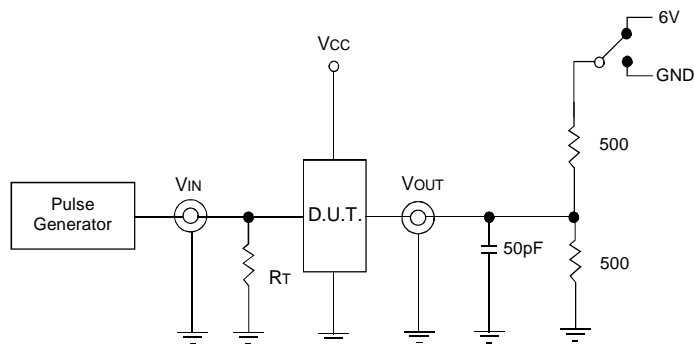 6V
GND
VCC
500
VIN
VOUT
Pulse
Generator
D.U.T.
RT
50pF
500